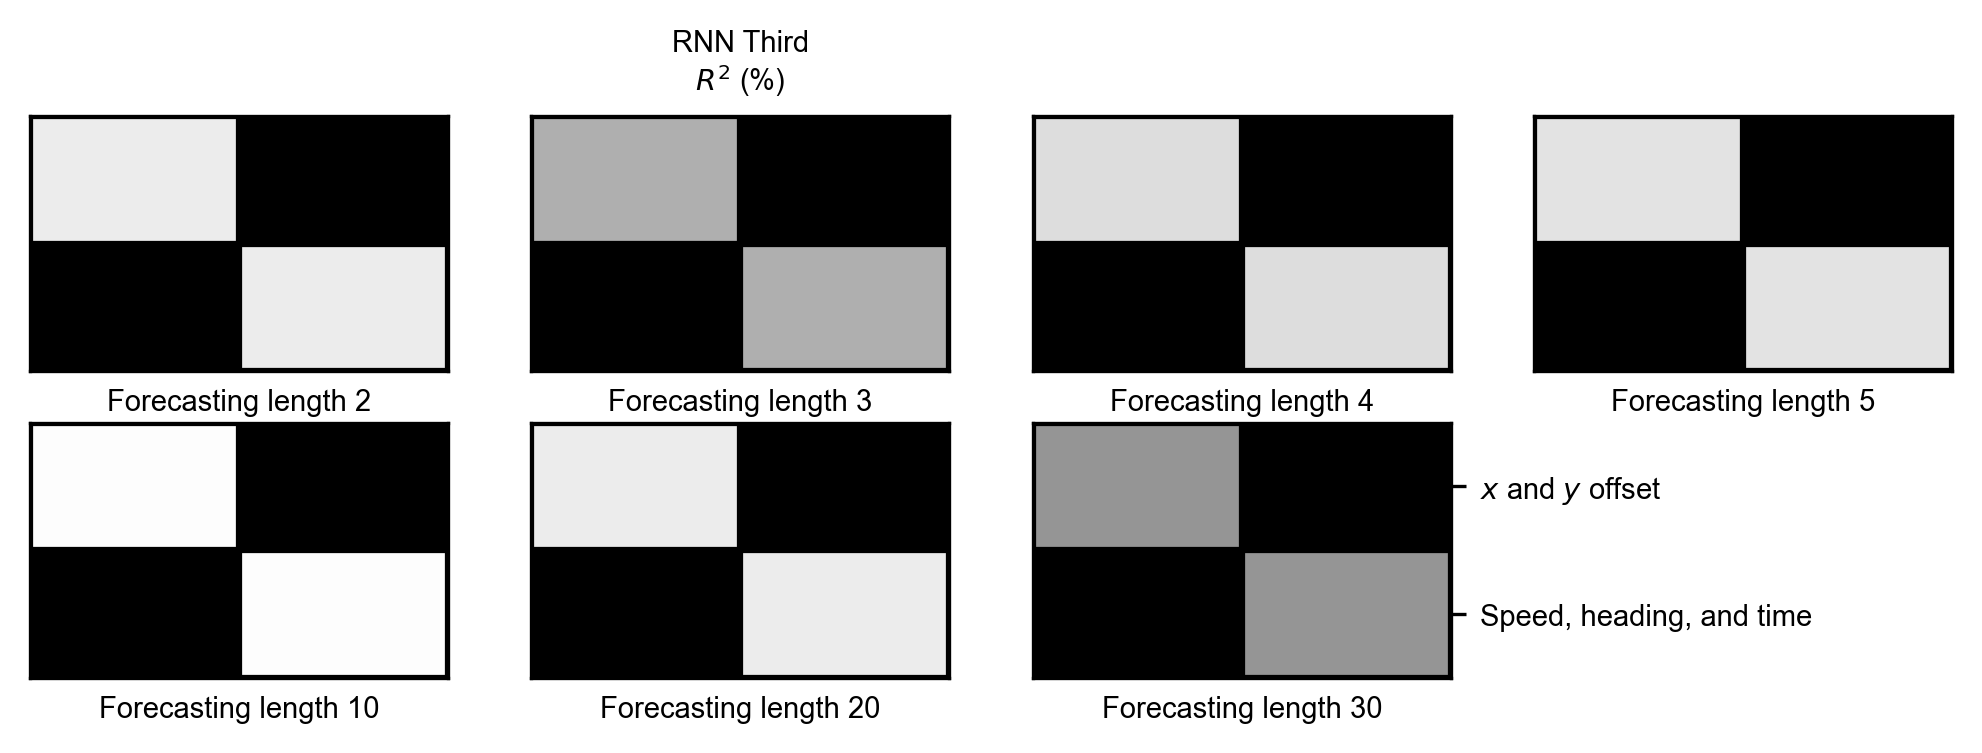 RNN Third
R² (%)
Forecasting length 2
Forecasting length 3
Forecasting length 4
Forecasting length 5
x and y offset
Speed, heading, and time
Forecasting length 10
Forecasting length 20
Forecasting length 30